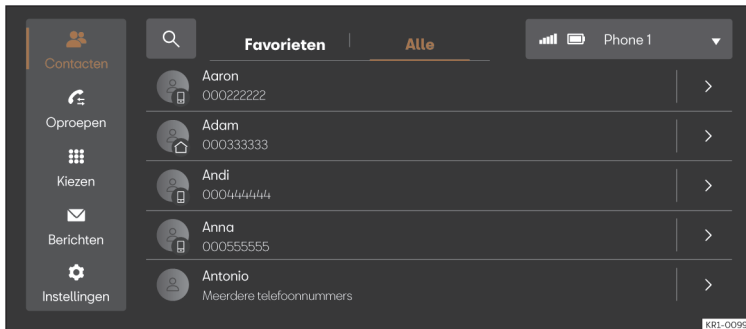 Contacten
Oproepen
Kiezen
Berichten
Instellingen
Favorieten
Alle
Phone 1
Aaron
000222222
Adam
000333333
Andi
000444444
Anna
000555555
Antonio
Meerdere telefoonnummers
KR1-0099